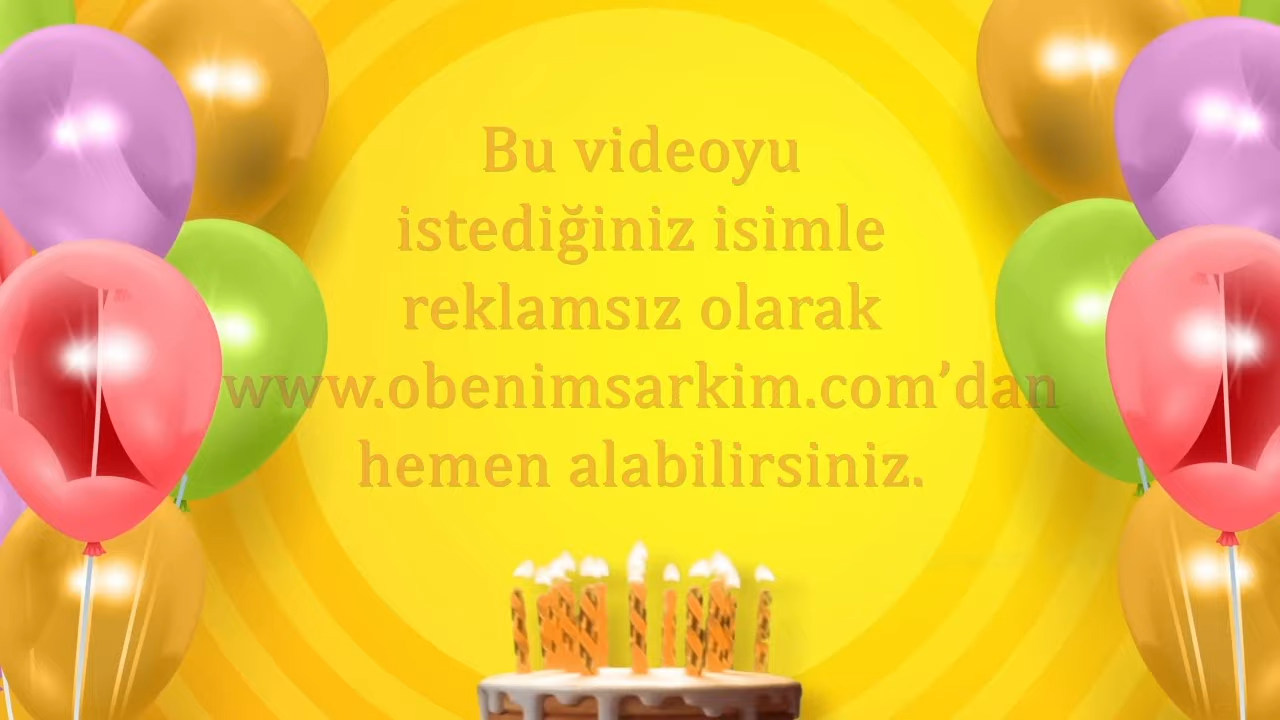 Bu videoyu
istediğiniz isimle
reklamsız olarak
www.obenimsarkim.com’dan
hemen alabilirsiniz.